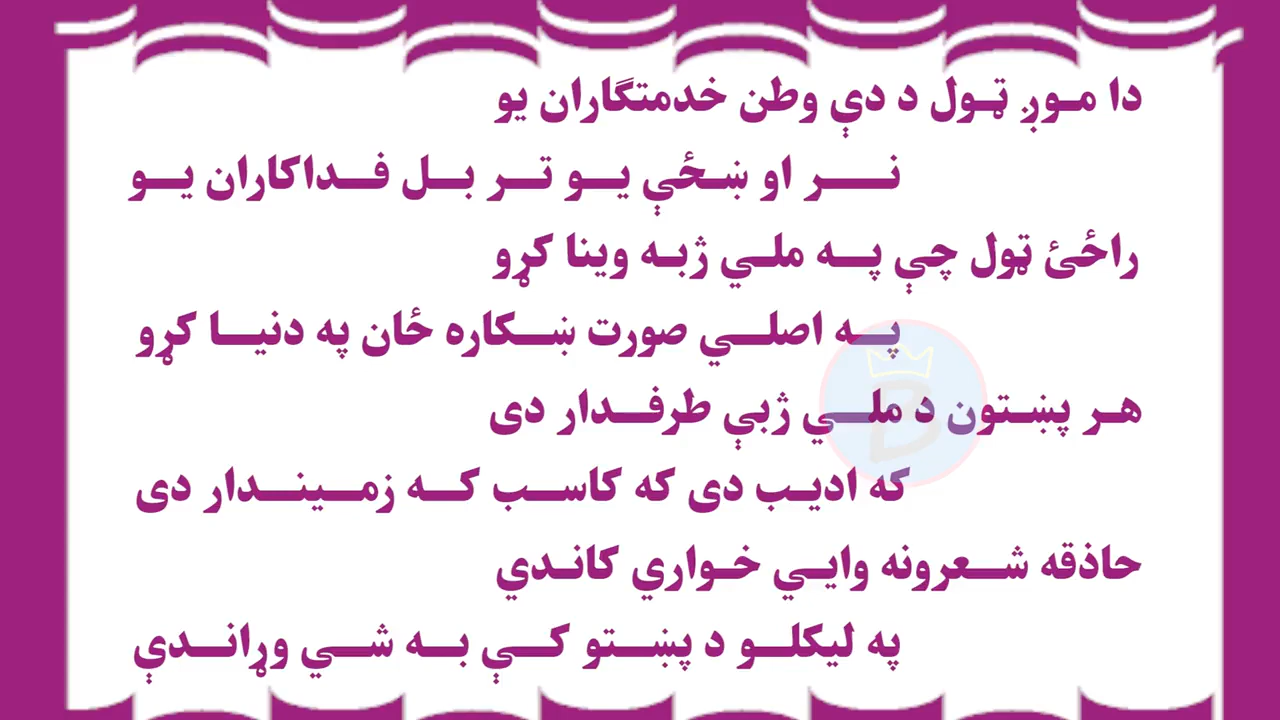 دا موږ ټول د دې وطن خدمتګاران يو
نر او ښځې يو تر بل فداکاران يو
راځئ ټول چې په ملي ژبه وينا کړو
په اصلي صورت ښکاره ځان په دنيا کړو
هر پښتون د ملي ژبې طرفدار دی
که اديب دی که کاسب که زميندار دی
حاذقه شعرونه وايي خواري کاندي
په ليکلو د پښتو کې به شي وړاندې
B